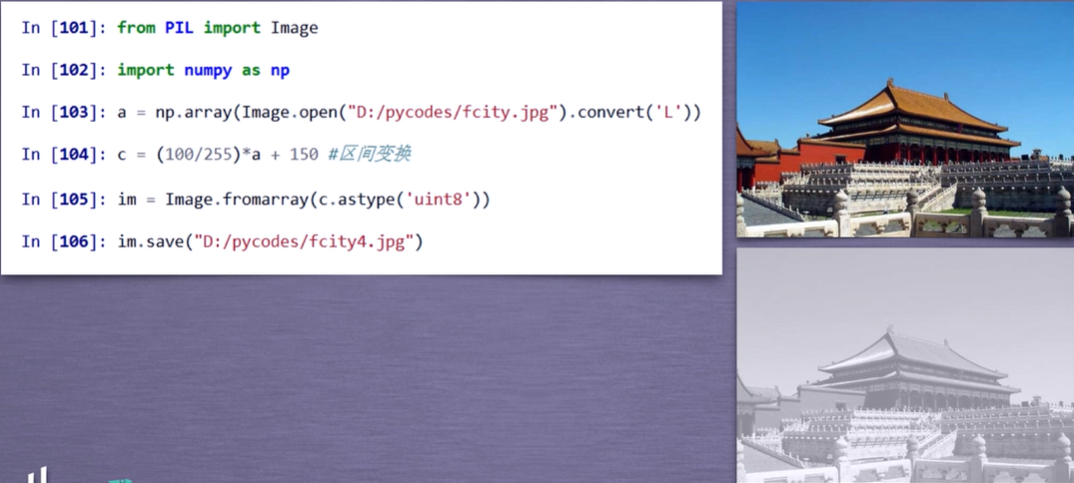 In [101]: from PIL import Image
In [102]: import numpy as np
In [103]: a = np.array(Image.open("D:/pycodes/fcity.jpg").convert('L'))
In [104]: c = (100/255)*a + 150 #区间变换
In [105]: im = Image.fromarray(c.astype('uint8'))
In [106]: im.save("D:/pycodes/fcity4.jpg")